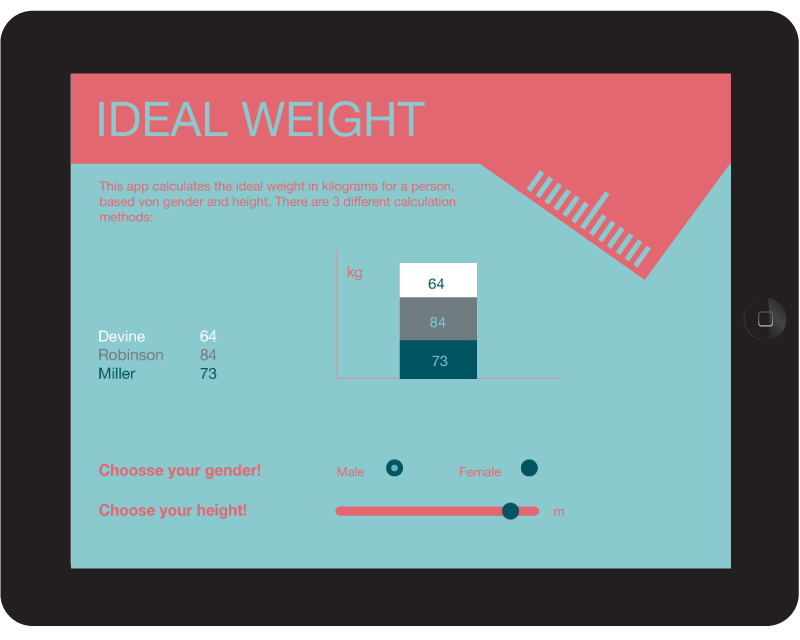 IDEAL WEIGHT
This app calculates the ideal weight in kilograms for a person,
based von gender and height. There are 3 different calculation
methods:
kg
64
84
73
Devine 64
Robinson 84
Miller 73
Choosse your gender! Male Female
Choose your height! m